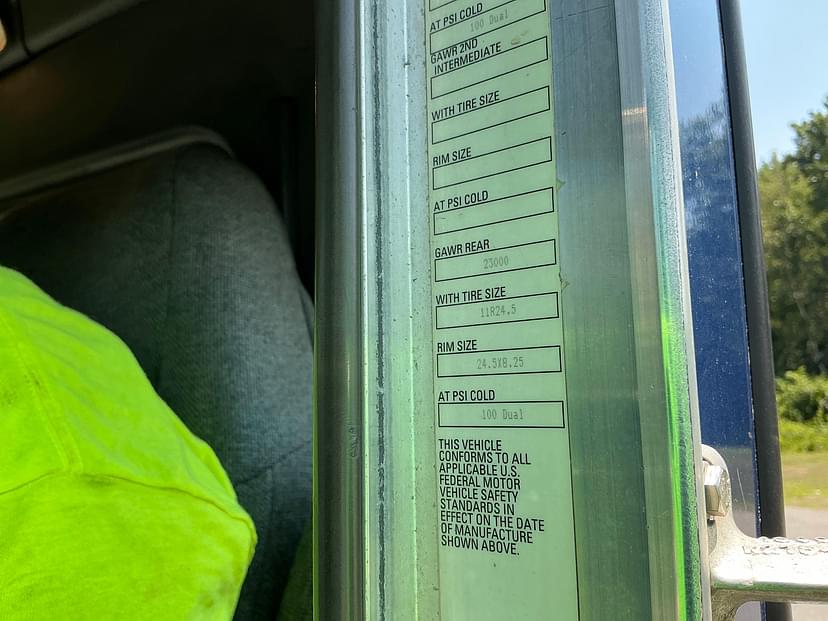 AT PSI COLD
100 Dual
GAWR 2ND
INTERMEDIATE
WITH TIRE SIZE
RIM SIZE
AT PSI COLD
GAWR REAR
23000
WITH TIRE SIZE
11R24.5
RIM SIZE
24.5X8.25
AT PSI COLD
100 Dual
THIS VEHICLE
CONFORMS TO ALL
APPLICABLE U.S.
FEDERAL MOTOR
VEHICLE SAFETY
STANDARDS IN
EFFECT ON THE DATE
OF MANUFACTURE
SHOWN ABOVE.